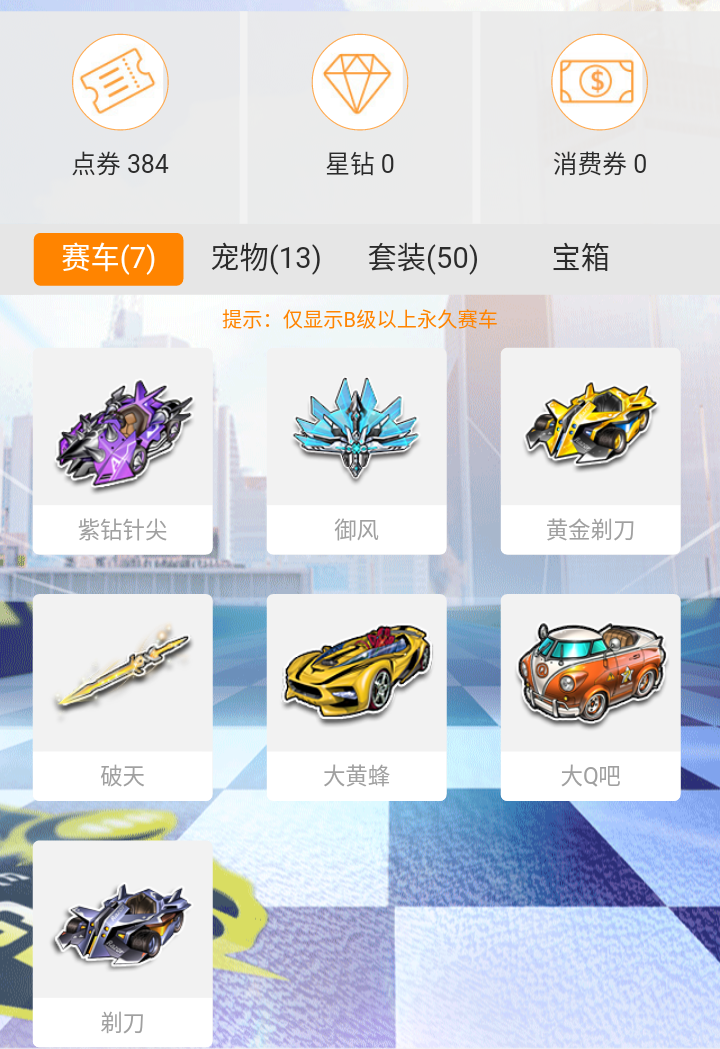 点券 384
星钻 0
消费券 0
赛车(7)
宠物(13)
套装(50)
宝箱
提示：仅显示B级以上永久赛车
紫钻针尖
御风
黄金剃刀
破天
大黄蜂
大Q吧
剃刀